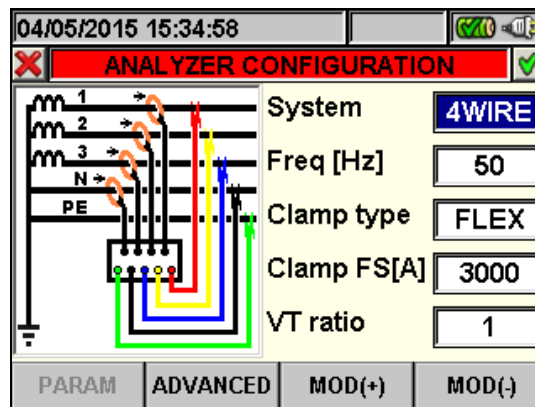 04/05/2015 15:34:58
ANALYZER CONFIGURATION
1
2
3
N
PE
System 4WIRE
Freq [Hz] 50
Clamp type FLEX
Clamp FS[A] 3000
VT ratio 1
PARAM ADVANCED MOD(+) MOD(-)